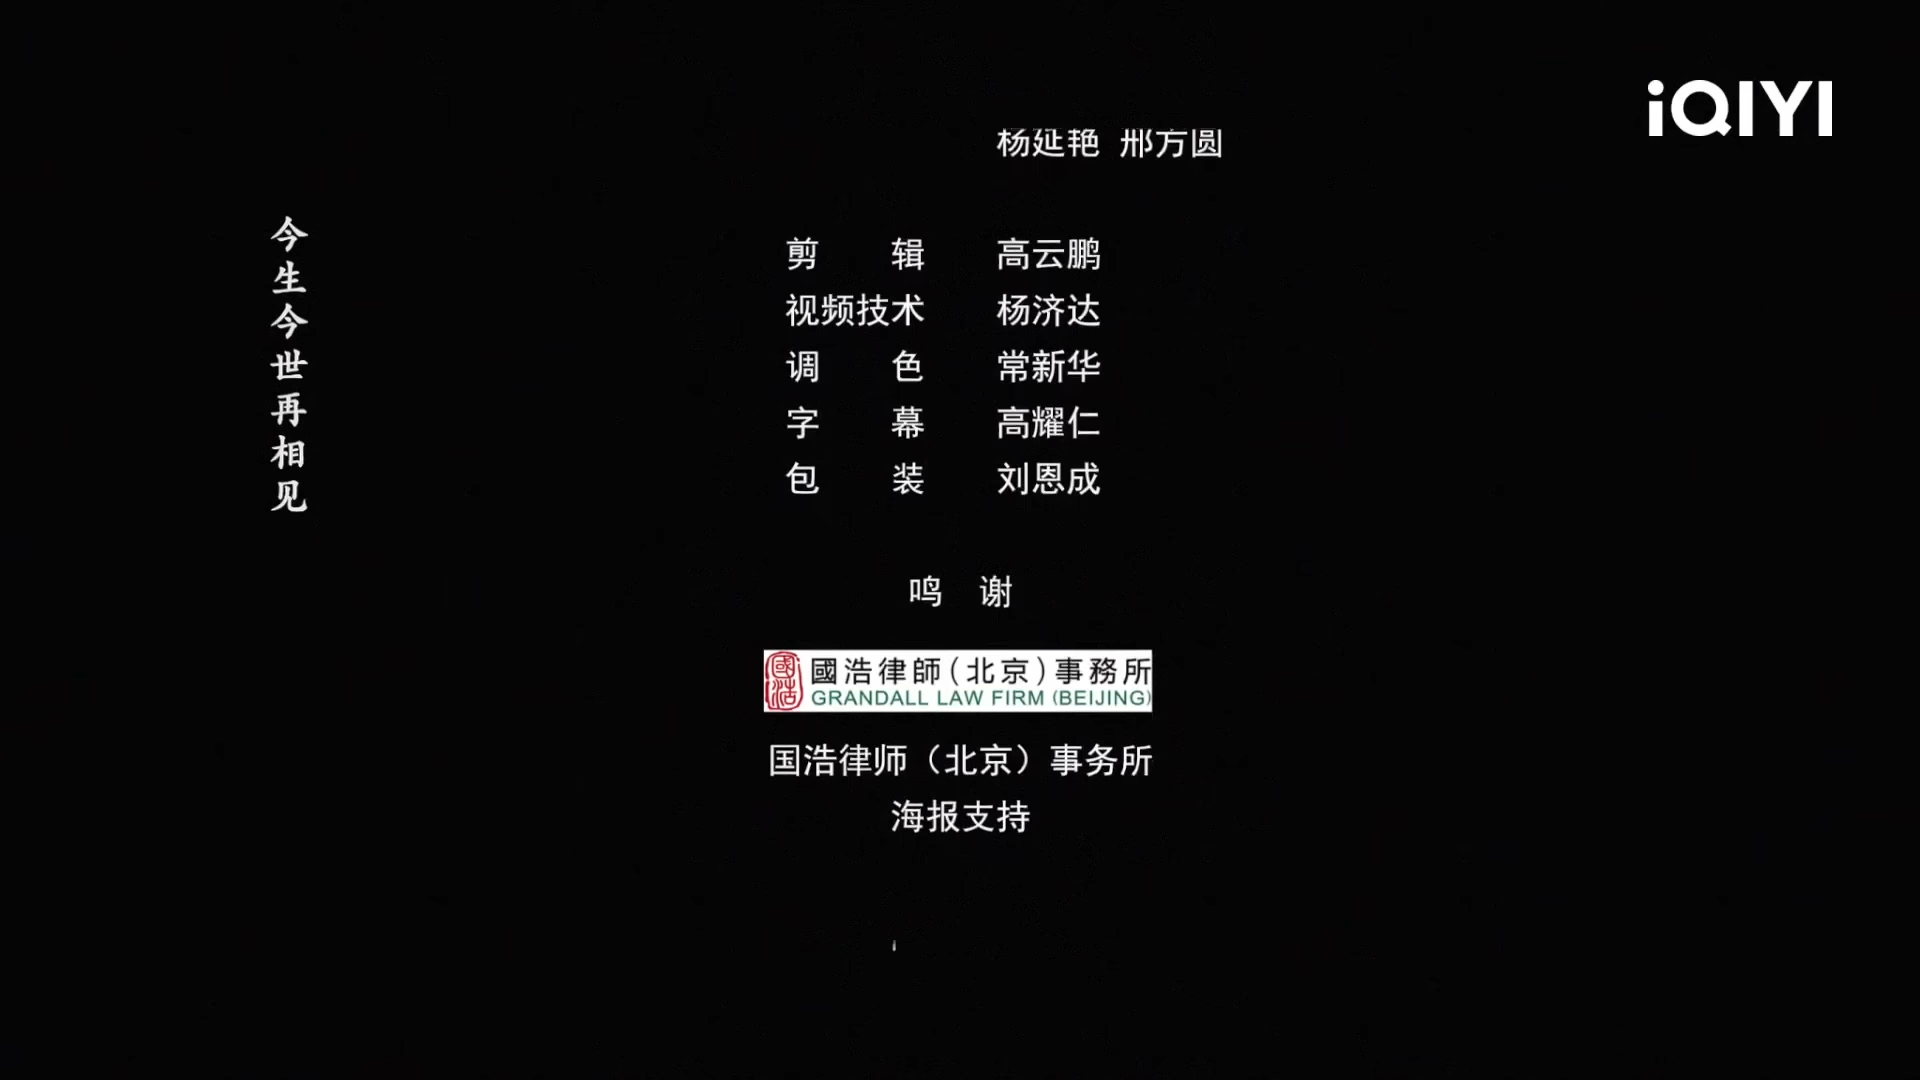 iQIYI
杨延艳 邢方圆
今生今世再相见
剪辑 高云鹏
视频技术 杨济达
调色 常新华
字幕 高耀仁
包装 刘恩成
鸣谢
國浩
國浩律師(北京)事務所
GRANDALL LAW FIRM (BEIJING)
国浩律师（北京）事务所
海报支持